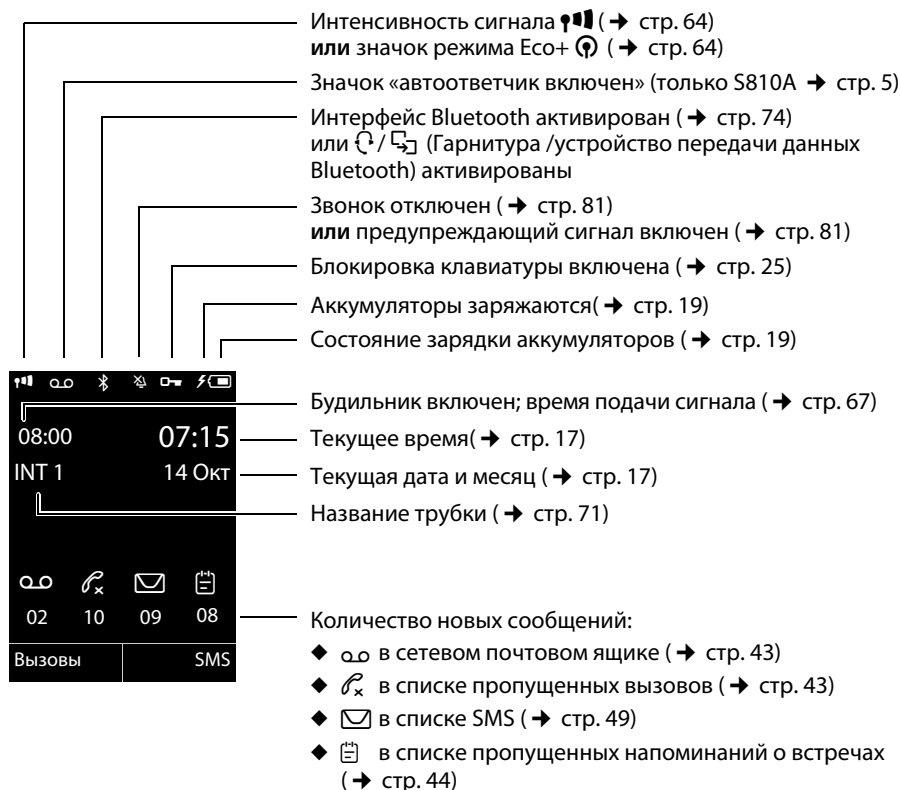 Интенсивность сигнала (➔ стр. 64)
или значок режима Eco+ (➔ стр. 64)
Значок «автоответчик включен» (только S810A ➔ стр. 5)
Интерфейс Bluetooth активирован (➔ стр. 74)
или / (Гарнитура /устройство передачи данных
Bluetooth) активированы
Звонок отключен (➔ стр. 81)
или предупреждающий сигнал включен (➔ стр. 81)
Блокировка клавиатуры включена (➔ стр. 25)
Аккумуляторы заряжаются(➔ стр. 19)
Состояние зарядки аккумуляторов (➔ стр. 19)
Будильник включен; время подачи сигнала (➔ стр. 67)
08:00 07:15
Текущее время(➔ стр. 17)
INT 1 14 Окт
Текущая дата и месяц (➔ стр. 17)
Название трубки (➔ стр. 71)
02 10 09 08
Вызовы SMS
Количество новых сообщений:
◆ в сетевом почтовом ящике (➔ стр. 43)
◆ в списке пропущенных вызовов (➔ стр. 43)
◆ в списке SMS (➔ стр. 49)
◆ в списке пропущенных напоминаний о встречах
(➔ стр. 44)